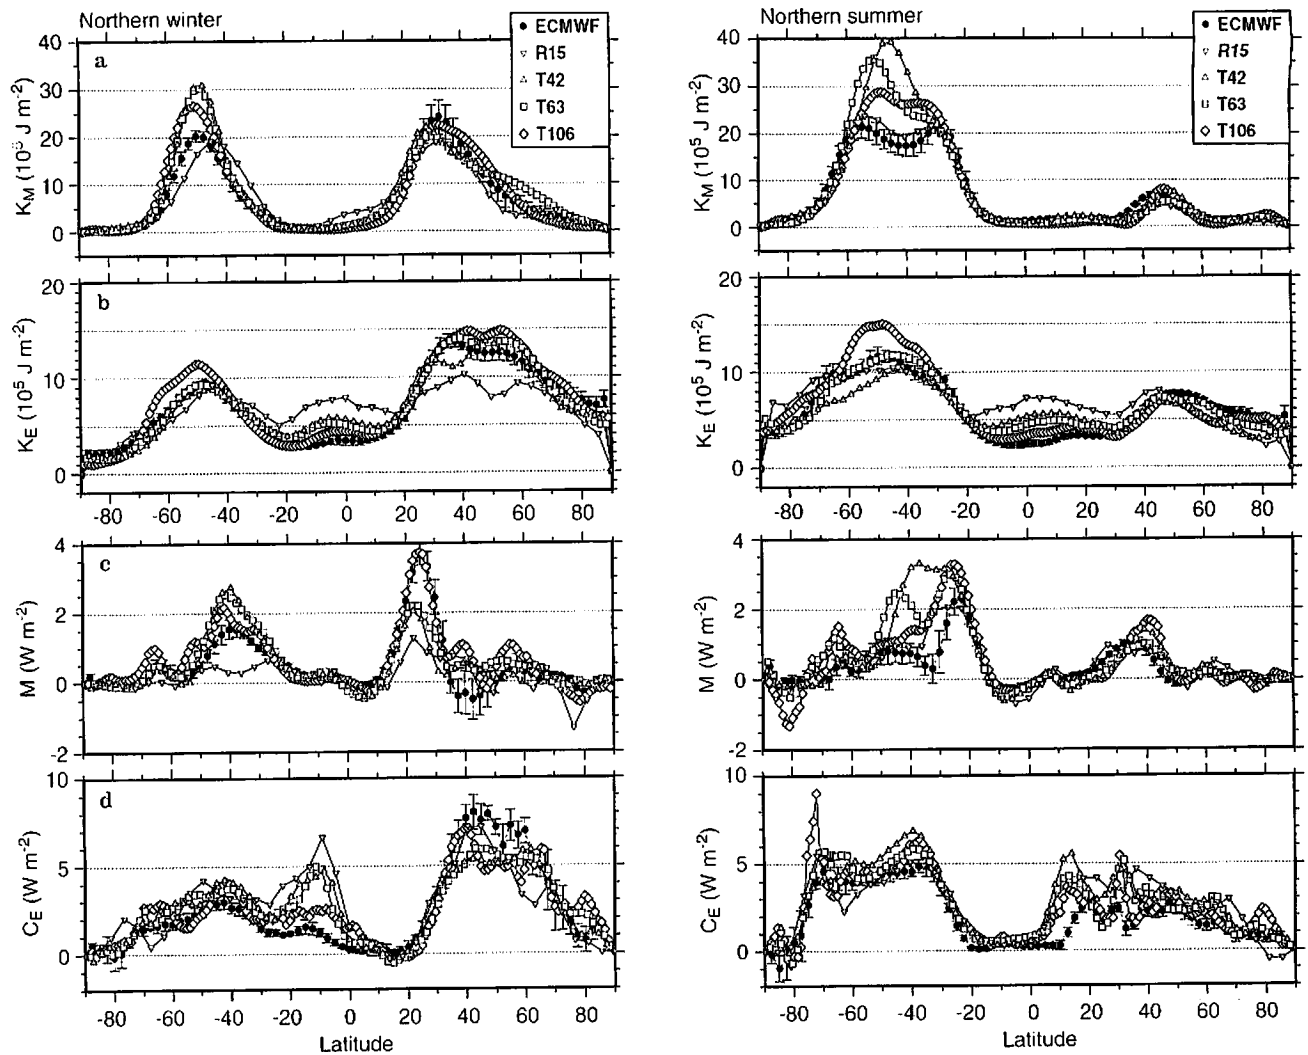 Northern winter
ECMWF
R15
T42
T63
T106
a
K_M (10^5 J m^-2)
40
30
20
10
0
b
K_E (10^5 J m^-2)
20
10
0
-80 -60 -40 -20 0 20 40 60 80
c
M (W m^-2)
4
2
0
-2
d
C_E (W m^-2)
10
5
0
-80 -60 -40 -20 0 20 40 60 80
Latitude
Northern summer
ECMWF
R15
T42
T63
T106
K_M (10^5 J m^-2)
40
30
20
10
0
K_E (10^5 J m^-2)
20
10
0
-80 -60 -40 -20 0 20 40 60 80
M (W m^-2)
4
2
0
-2
C_E (W m^-2)
10
5
0
-80 -60 -40 -20 0 20 40 60 80
Latitude